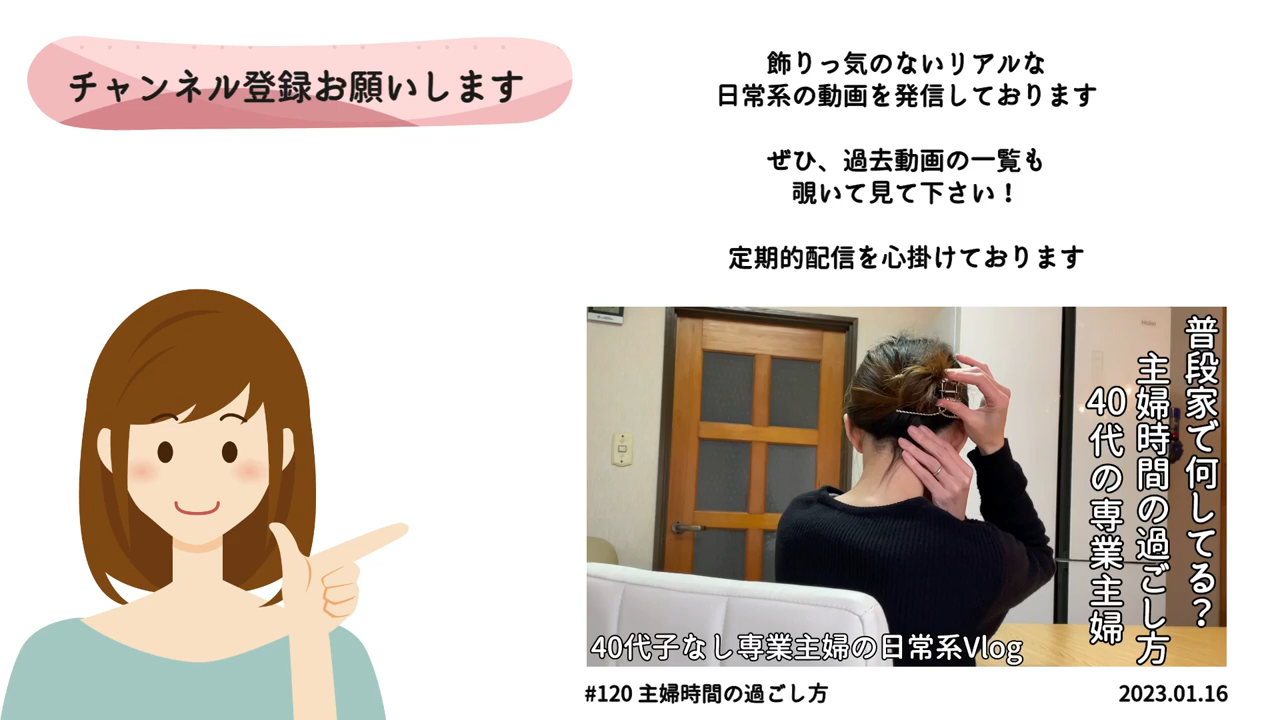 チャンネル登録お願いします
飾りっ気のないリアルな
日常系の動画を発信しております
ぜひ、過去動画の一覧も
覗いて見て下さい！
定期的配信を心掛けております
普段家で何してる？
主婦時間の過ごし方
40代の専業主婦
40代子なし専業主婦の日常系Vlog
#120 主婦時間の過ごし方
2023.01.16